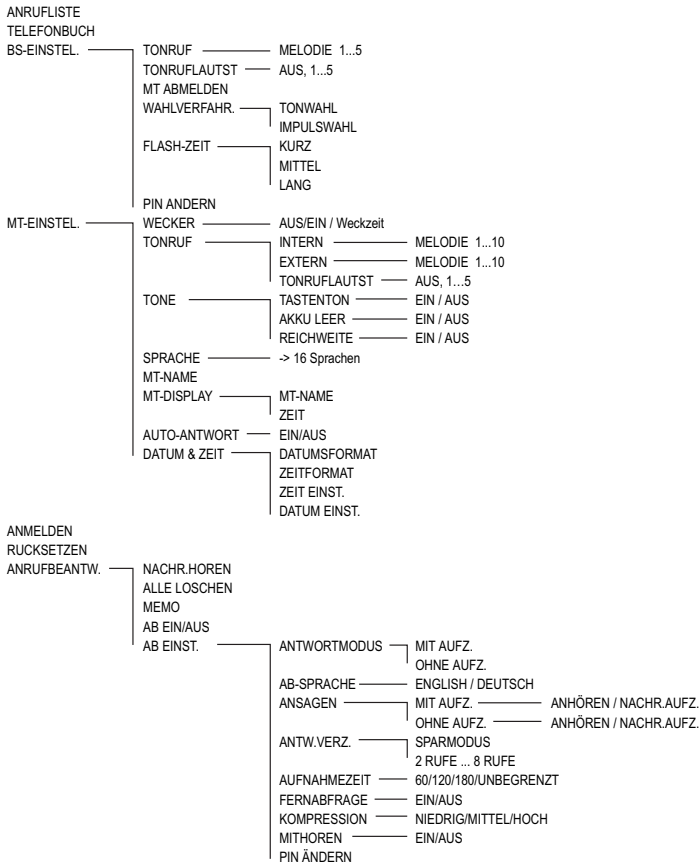 ANRUFLISTE
TELEFONBUCH
BS-EINSTEL. TONRUF MELODIE 1...5
TONRUFLAUTST AUS, 1...5
MT ABMELDEN
WAHLVERFAHR. TONWAHL
IMPULSWAHL
FLASH-ZEIT KURZ
MITTEL
LANG
PIN ANDERN
MT-EINSTEL. WECKER AUS/EIN / Weckzeit
TONRUF INTERN MELODIE 1...10
EXTERN MELODIE 1...10
TONRUFLAUTST AUS, 1…5
TONE TASTENTON EIN / AUS
AKKU LEER EIN / AUS
REICHWEITE EIN / AUS
SPRACHE -> 16 Sprachen
MT-NAME
MT-DISPLAY MT-NAME
ZEIT
AUTO-ANTWORT EIN/AUS
DATUM & ZEIT DATUMSFORMAT
ZEITFORMAT
ZEIT EINST.
DATUM EINST.
ANMELDEN
RUCKSETZEN
ANRUFBEANTW. NACHR.HOREN
ALLE LOSCHEN
MEMO
AB EIN/AUS
AB EINST. ANTWORTMODUS MIT AUFZ.
OHNE AUFZ.
AB-SPRACHE ENGLISH / DEUTSCH
ANSAGEN MIT AUFZ. ANHÖREN / NACHR.AUFZ.
OHNE AUFZ. ANHÖREN / NACHR.AUFZ.
ANTW.VERZ. SPARMODUS
2 RUFE ... 8 RUFE
AUFNAHMEZEIT 60/120/180/UNBEGRENZT
FERNABFRAGE EIN/AUS
KOMPRESSION NIEDRIG/MITTEL/HOCH
MITHOREN EIN/AUS
PIN ÄNDERN